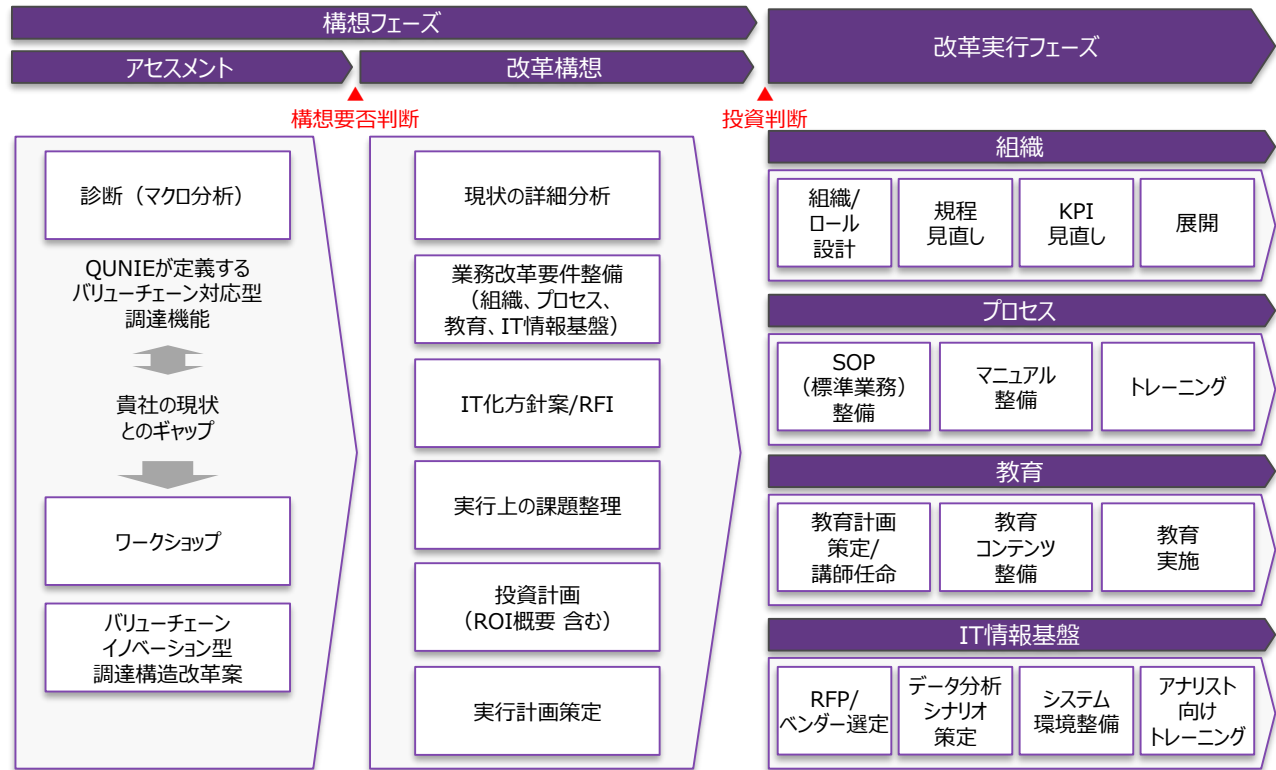 構想フェーズ
アセスメント
改革構想
改革実行フェーズ
構想要否判断
投資判断
診断（マクロ分析）
QUNIEが定義する
バリューチェーン対応型
調達機能
貴社の現状
とのギャップ
ワークショップ
バリューチェーン
イノベーション型
調達構造改革案
現状の詳細分析
業務改革要件整備
（組織、プロセス、
教育、IT情報基盤）
IT化方針案/RFI
実行上の課題整理
投資計画
（ROI概要 含む）
実行計画策定
組織
組織/
ロール
設計
規程
見直し
KPI
見直し
展開
プロセス
SOP
（標準業務）
整備
マニュアル
整備
トレーニング
教育
教育計画
策定/
講師任命
教育
コンテンツ
整備
教育
実施
IT情報基盤
RFP/
ベンダー選定
データ分析
シナリオ
策定
システム
環境整備
アナリスト
向け
トレーニング